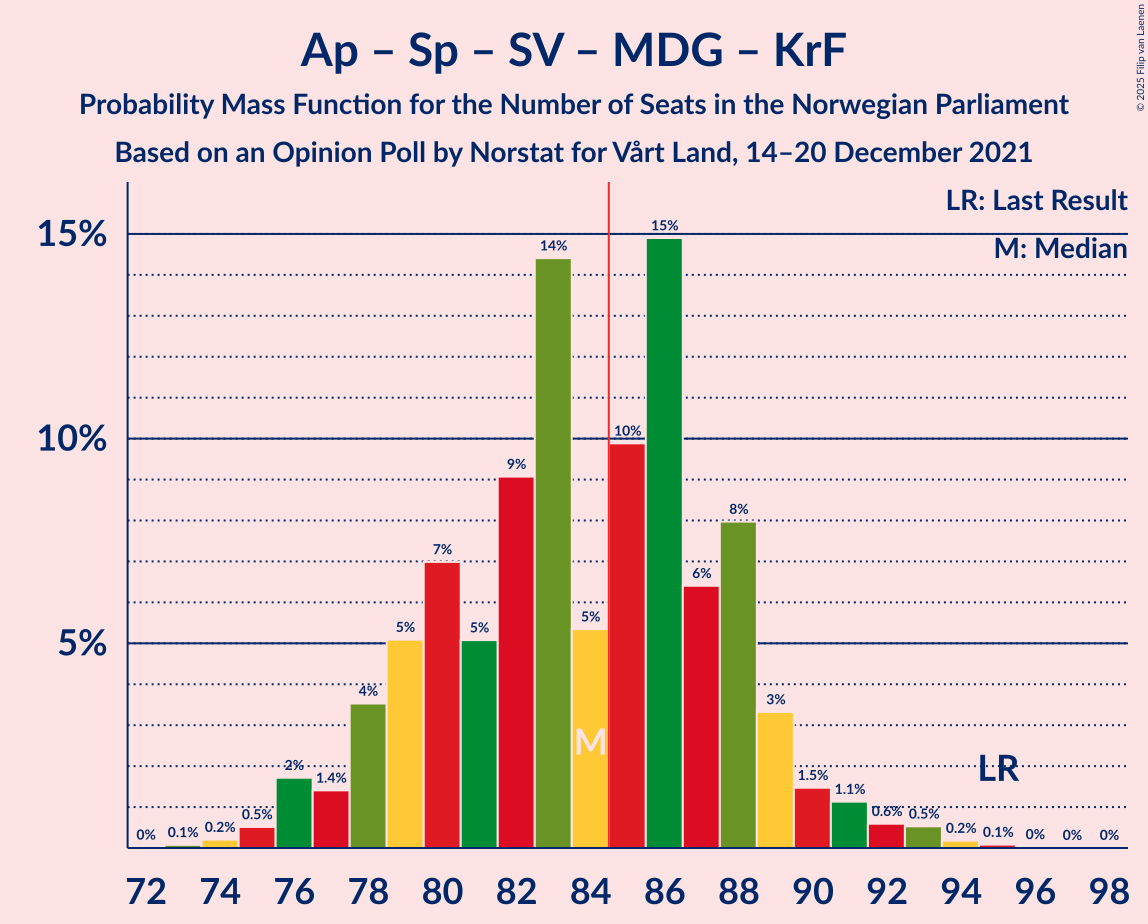 Ap – Sp – SV – MDG – KrF
Probability Mass Function for the Number of Seats in the Norwegian Parliament
Based on an Opinion Poll by Norstat for Vårt Land, 14–20 December 2021
© 2025 Filip van Laenen
LR: Last Result
M: Median
15%
10%
5%
0% 0.1% 0.2% 0.5% 2% 1.4% 4% 5% 7% 5% 9% 14% 5% 10% 15% 6% 8% 3% 1.5% 1.1% 0.6% 0.5% 0.2% 0.1% 0% 0% 0%
M
LR
72 74 76 78 80 82 84 86 88 90 92 94 96 98